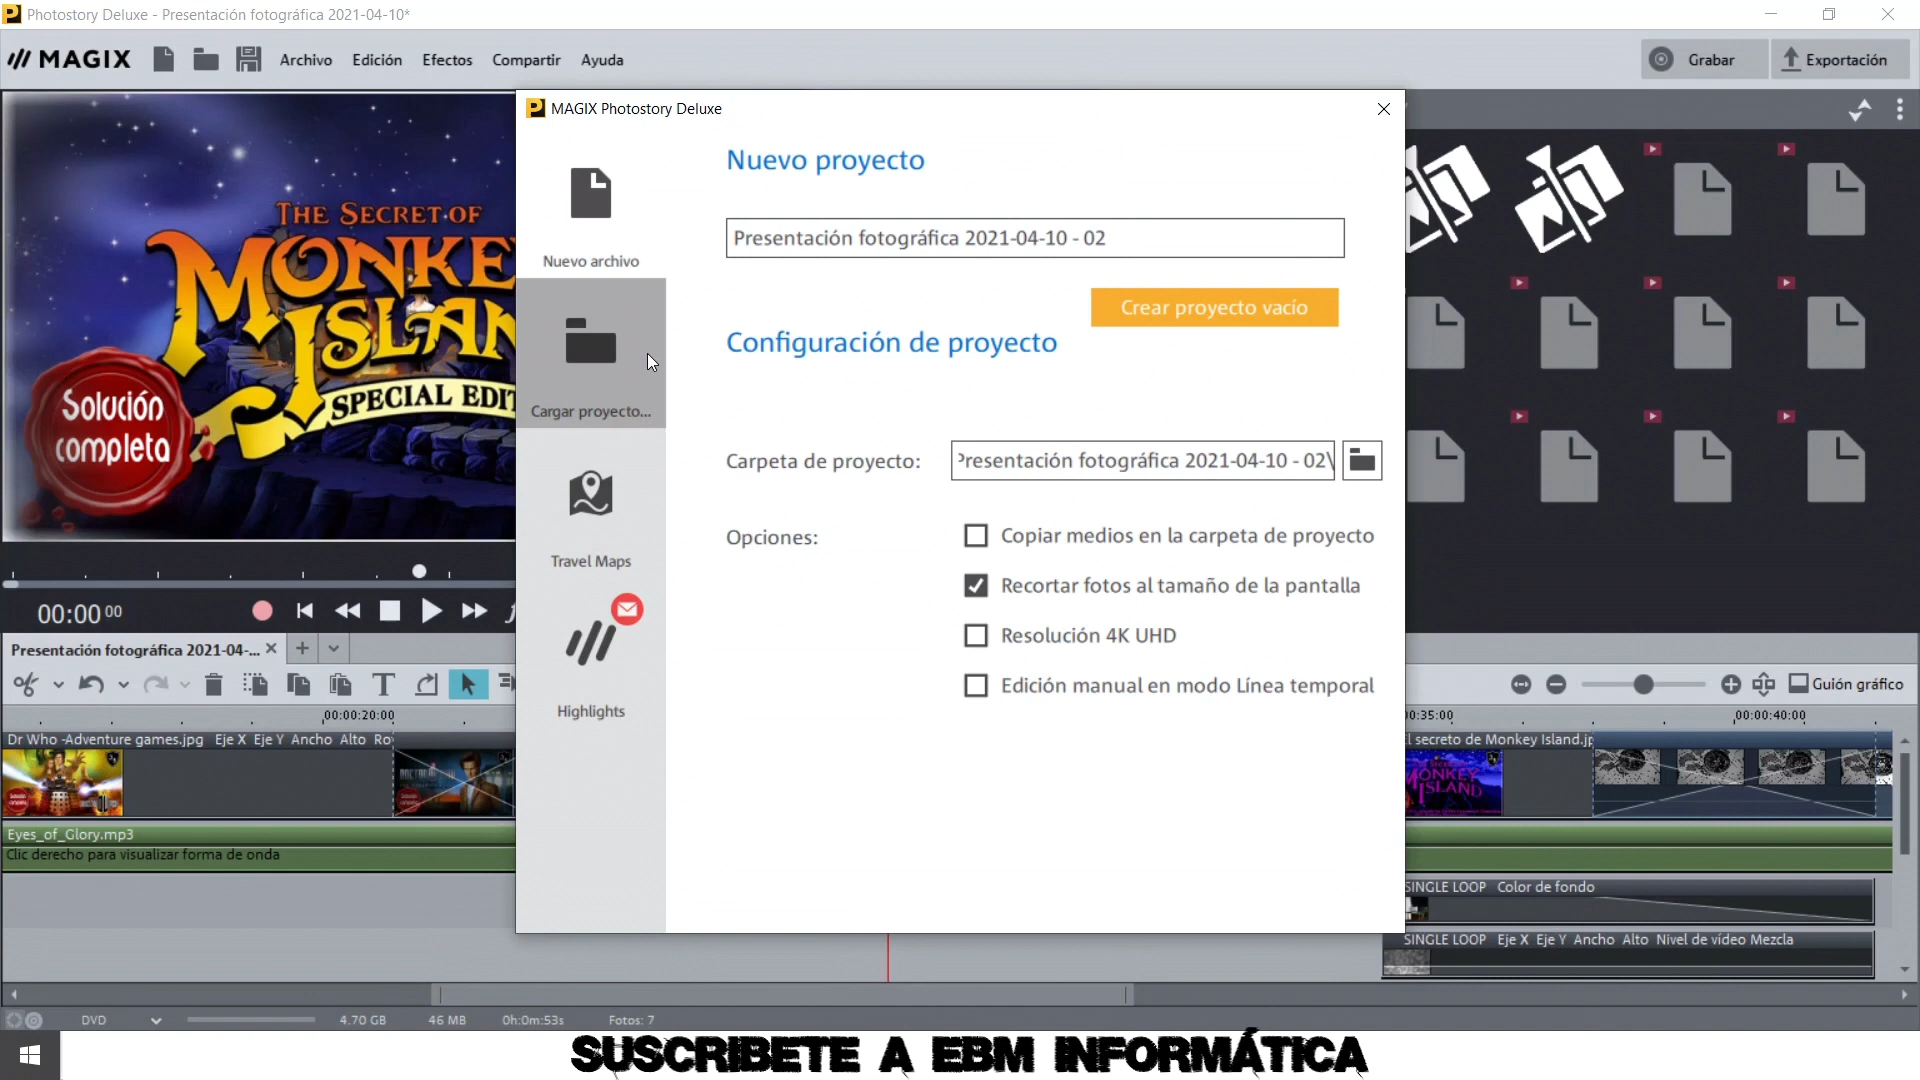 Photostory Deluxe - Presentación fotográfica 2021-04-10*
MAGIX
Archivo
Edición
Efectos
Compartir
Ayuda
Grabar
Exportación
THE SECRET OF
MONKE
ISLAN
SPECIAL EDIT
Solución
completa
MAGIX Photostory Deluxe
Nuevo archivo
Cargar proyecto...
Travel Maps
Highlights
Nuevo proyecto
Presentación fotográfica 2021-04-10 - 02
Crear proyecto vacío
Configuración de proyecto
Carpeta de proyecto:
Presentación fotográfica 2021-04-10 - 02\
Opciones:
Copiar medios en la carpeta de proyecto
Recortar fotos al tamaño de la pantalla
Resolución 4K UHD
Edición manual en modo Línea temporal
00:00 00
Presentación fotográfica 2021-04-...
Guión gráfico
00:00:20:00
0:35:00
00:00:40:00
Dr Who -Adventure games.jpg Eje X Eje Y Ancho Alto Ro
l secreto de Monkey Island.jp
MONKEY
ISLAND
Eyes_of_Glory.mp3
Clic derecho para visualizar forma de onda
SINGLE LOOP Color de fondo
SINGLE LOOP Eje X Eje Y Ancho Alto Nivel de vídeo Mezcla
DVD
4.70 GB
46 MB
0h:0m:53s
Fotos: 7
SUSCRIBETE A EBM INFORMÁTICA